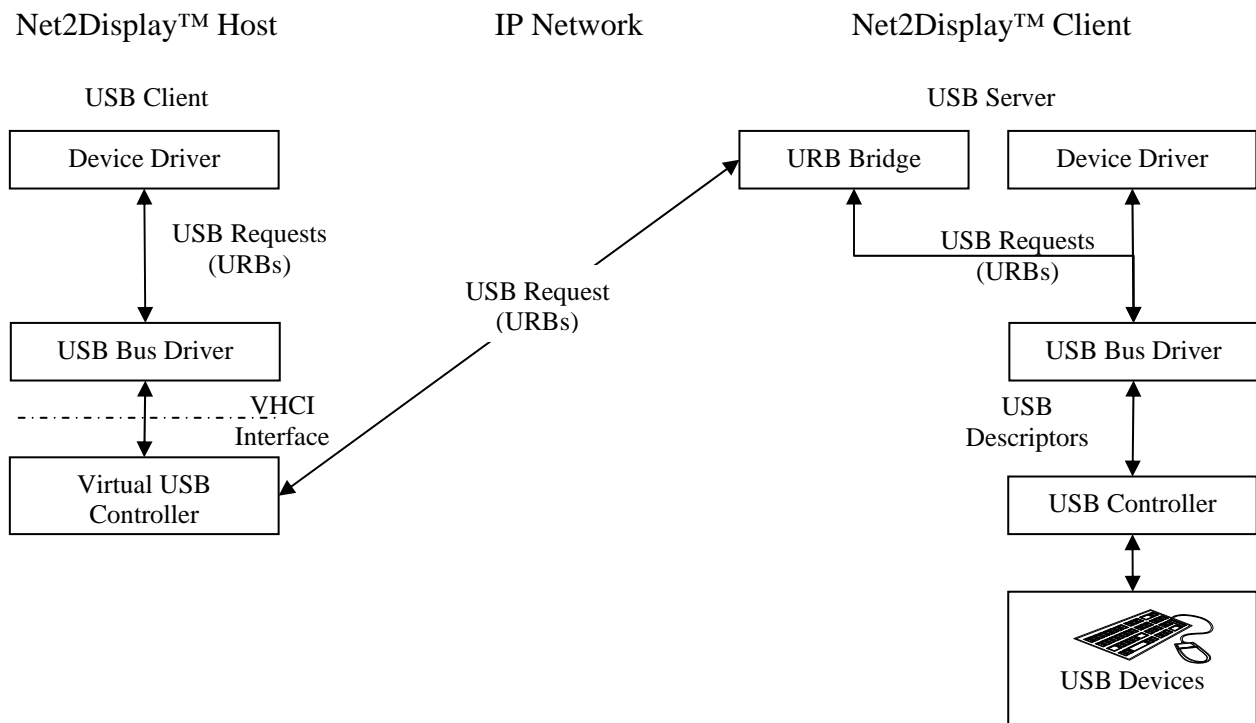 Net2Display™ Host
IP Network
Net2Display™ Client
USB Client
USB Server
Device Driver
URB Bridge
Device Driver
USB Requests
(URBs)
USB Requests
(URBs)
USB Request
(URBs)
USB Bus Driver
USB Bus Driver
VHCI
Interface
USB
Descriptors
Virtual USB
Controller
USB Controller
USB Devices